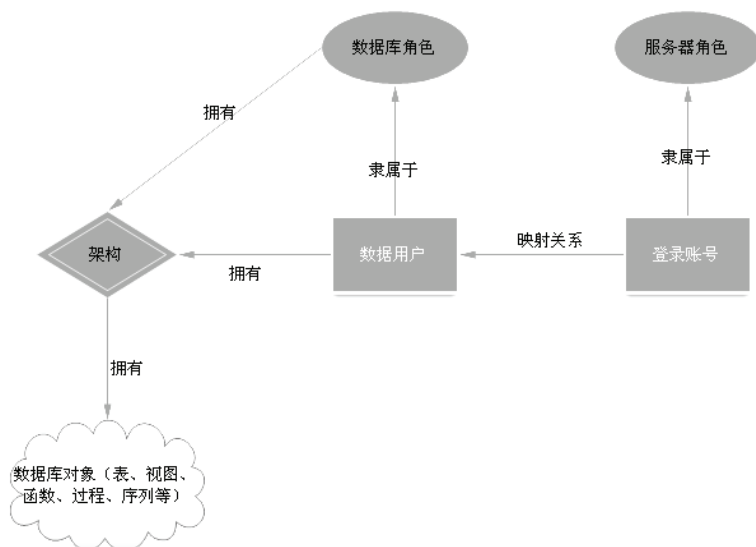 数据库角色
服务器角色
拥有
隶属于
隶属于
架构
数据用户
映射关系
登录账号
拥有
拥有
数据库对象（表、视图、
函数、过程、序列等）